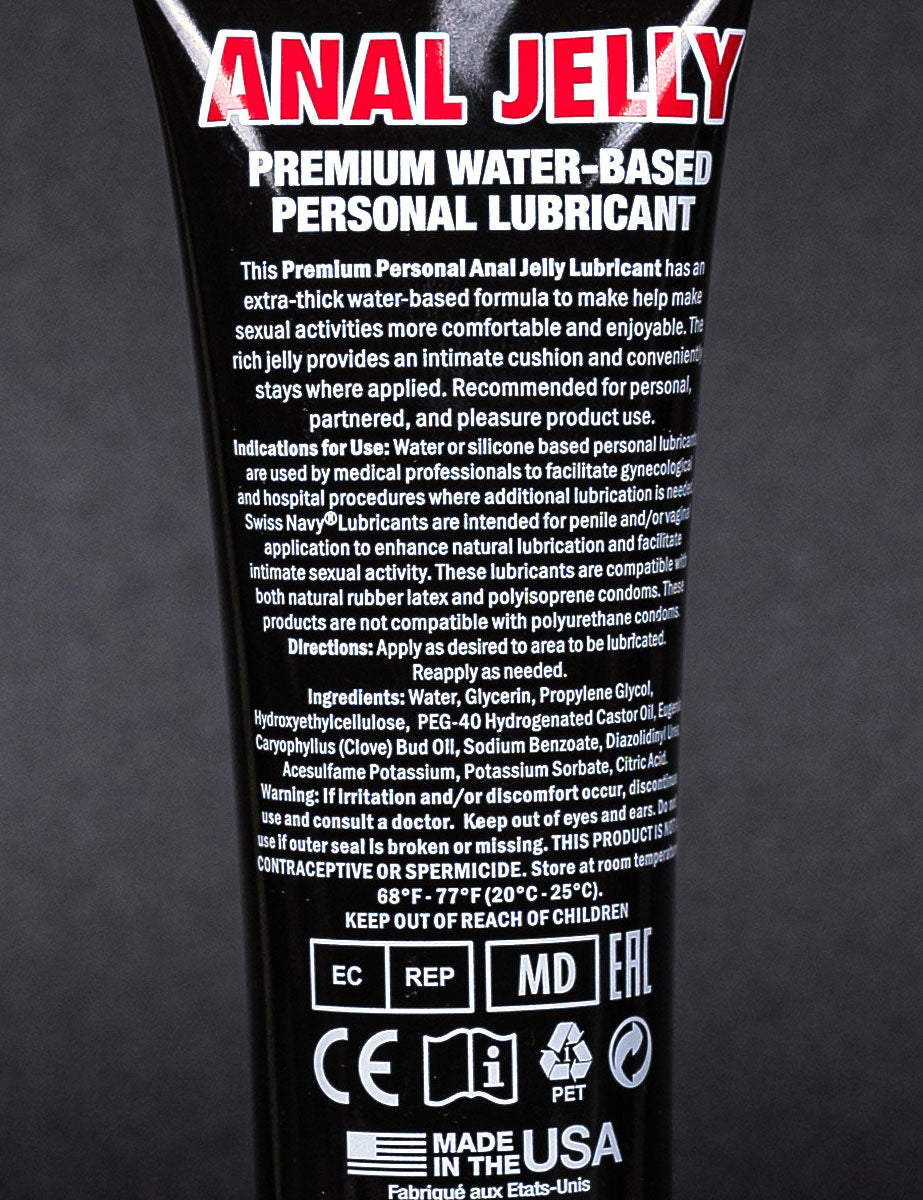 ANAL JELLY
PREMIUM WATER-BASED
PERSONAL LUBRICANT
This Premium Personal Anal Jelly Lubricant has an
extra-thick water-based formula to make help make
sexual activities more comfortable and enjoyable. The
rich jelly provides an intimate cushion and conveniently
stays where applied. Recommended for personal,
partnered, and pleasure product use.
Indications for Use: Water or silicone based personal lubricants
are used by medical professionals to facilitate gynecological
and hospital procedures where additional lubrication is needed.
Swiss Navy® Lubricants are intended for penile and/or vaginal
application to enhance natural lubrication and facilitate
intimate sexual activity. These lubricants are compatible with
both natural rubber latex and polyisoprene condoms. These
products are not compatible with polyurethane condoms.
Directions: Apply as desired to area to be lubricated.
Reapply as needed.
Ingredients: Water, Glycerin, Propylene Glycol,
Hydroxyethylcellulose, PEG-40 Hydrogenated Castor Oil,
Caryophyllus (Clove) Bud Oil, Sodium Benzoate, Diazolidinyl Urea,
Acesulfame Potassium, Potassium Sorbate, Citric Acid.
Warning: If irritation and/or discomfort occur, discontinue
use and consult a doctor. Keep out of eyes and ears. Do not
use if outer seal is broken or missing. THIS PRODUCT IS NOT
CONTRACEPTIVE OR SPERMICIDE. Store at room temperature
68°F - 77°F (20°C - 25°C).
KEEP OUT OF REACH OF CHILDREN
EC REP MD EAC
CE i 1
PET
MADE IN THE USA
Fabriqué aux Etats-Unis